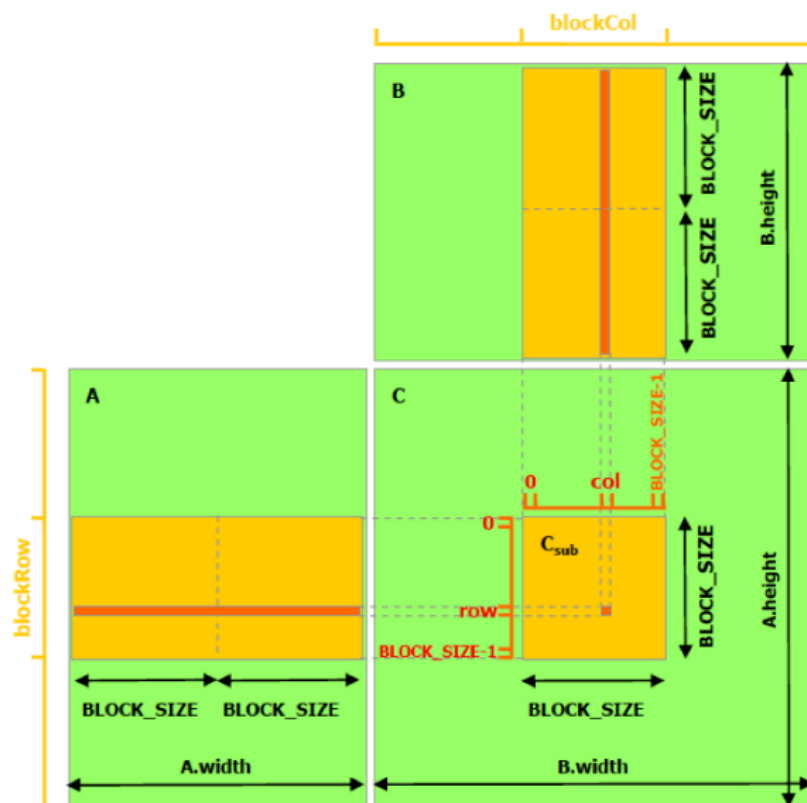 blockCol
B
BLOCK_SIZE
BLOCK_SIZE
B.height
A
C
BLOCK_SIZE-1
0
col
blockRow
0
Csub
row
BLOCK_SIZE-1
BLOCK_SIZE
A.height
BLOCK_SIZE
BLOCK_SIZE
BLOCK_SIZE
A.width
B.width